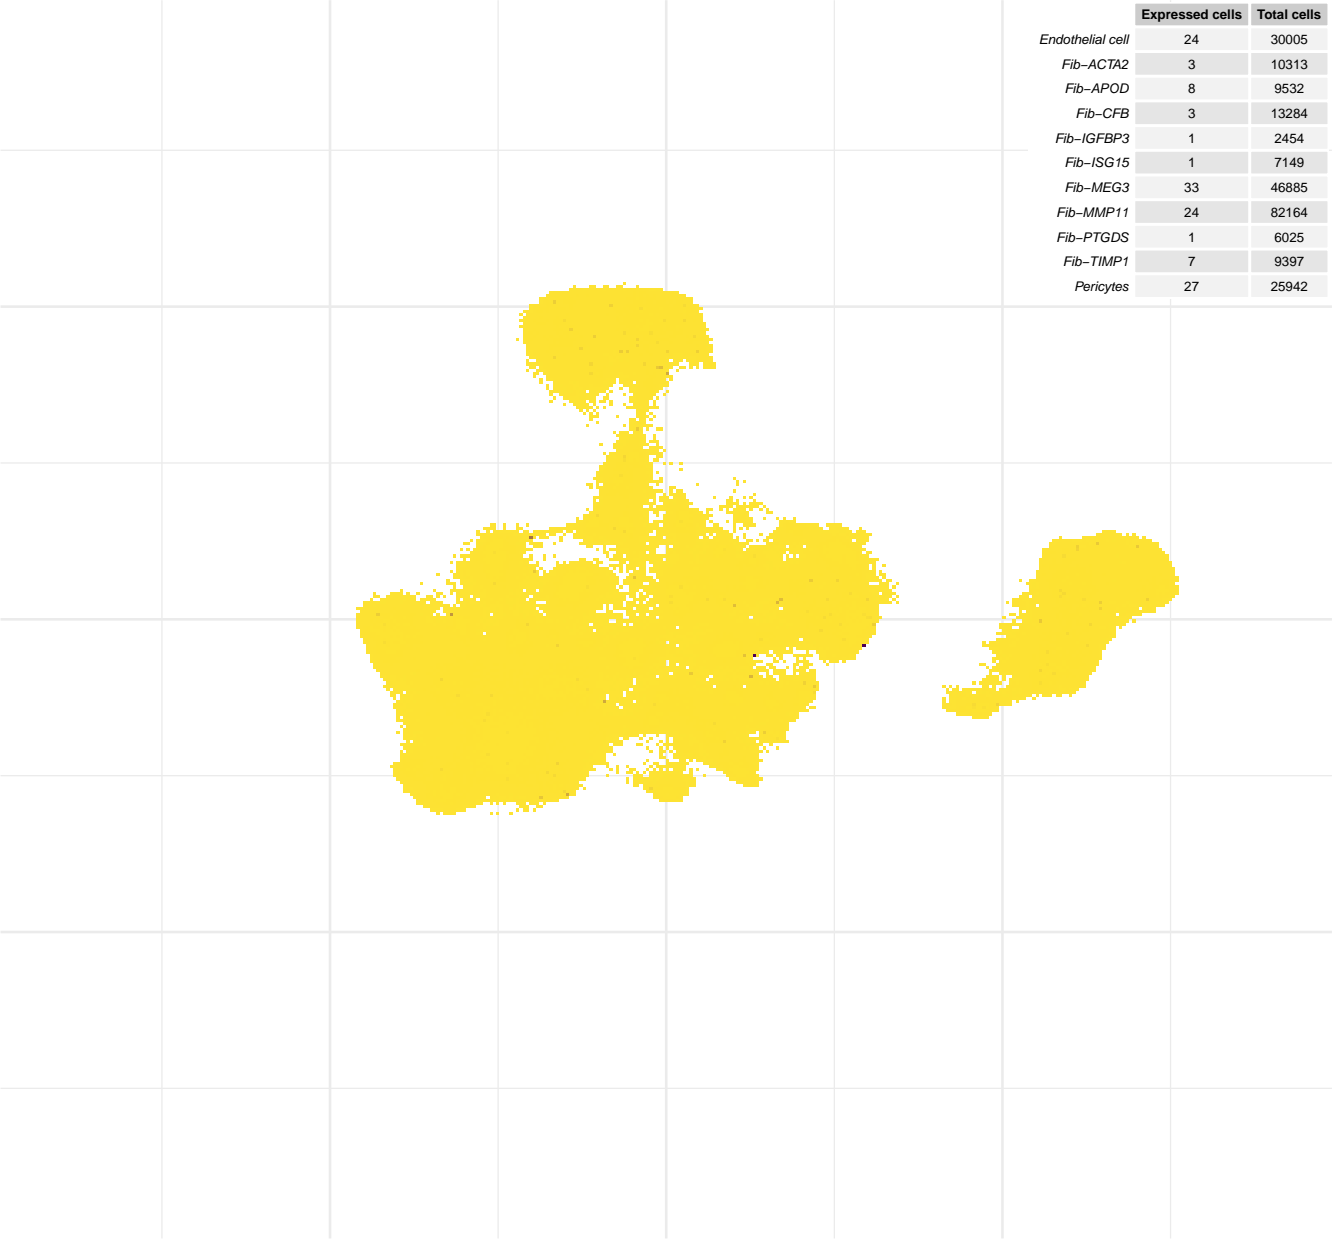 Expressed cells Total cells
Endothelial cell 24 30005
Fib−ACTA2 3 10313
Fib−APOD 8 9532
Fib−CFB 3 13284
Fib−IGFBP3 1 2454
Fib−ISG15 1 7149
Fib−MEG3 33 46885
Fib−MMP11 24 82164
Fib−PTGDS 1 6025
Fib−TIMP1 7 9397
Pericytes 27 25942